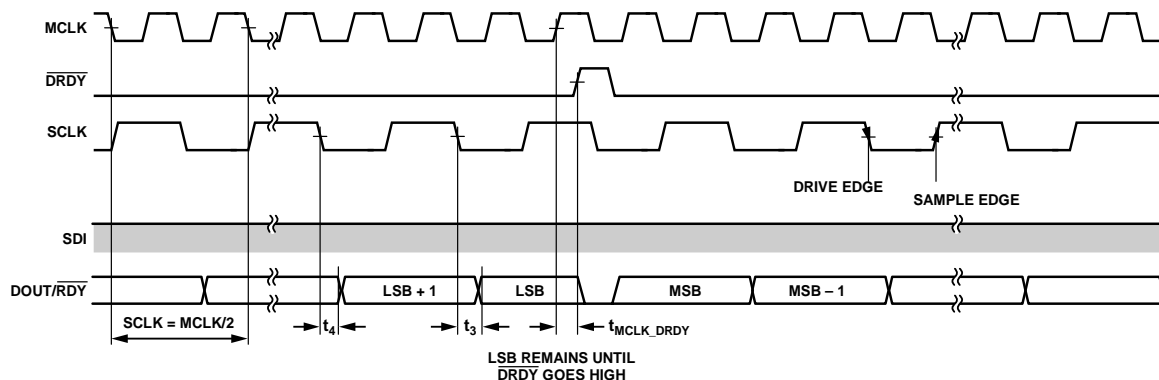 MCLK
DRDY
SCLK
DRIVE EDGE
SAMPLE EDGE
SDI
DOUT/RDY
LSB + 1
LSB
MSB
MSB – 1
SCLK = MCLK/2
t4
t3
tMCLK_DRDY
LSB REMAINS UNTIL
DRDY GOES HIGH